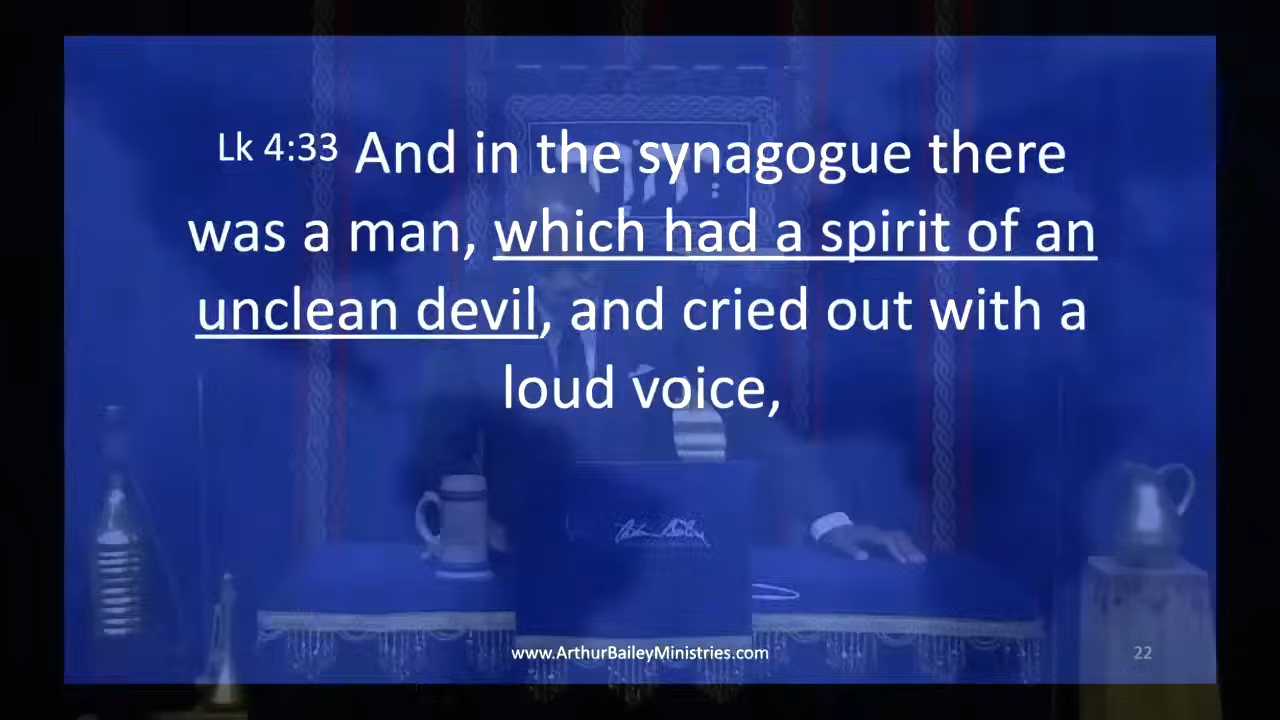 Lk 4:33 And in the synagogue there
was a man, which had a spirit of an
unclean devil, and cried out with a
loud voice,
www.ArthurBaileyMinistries.com
22